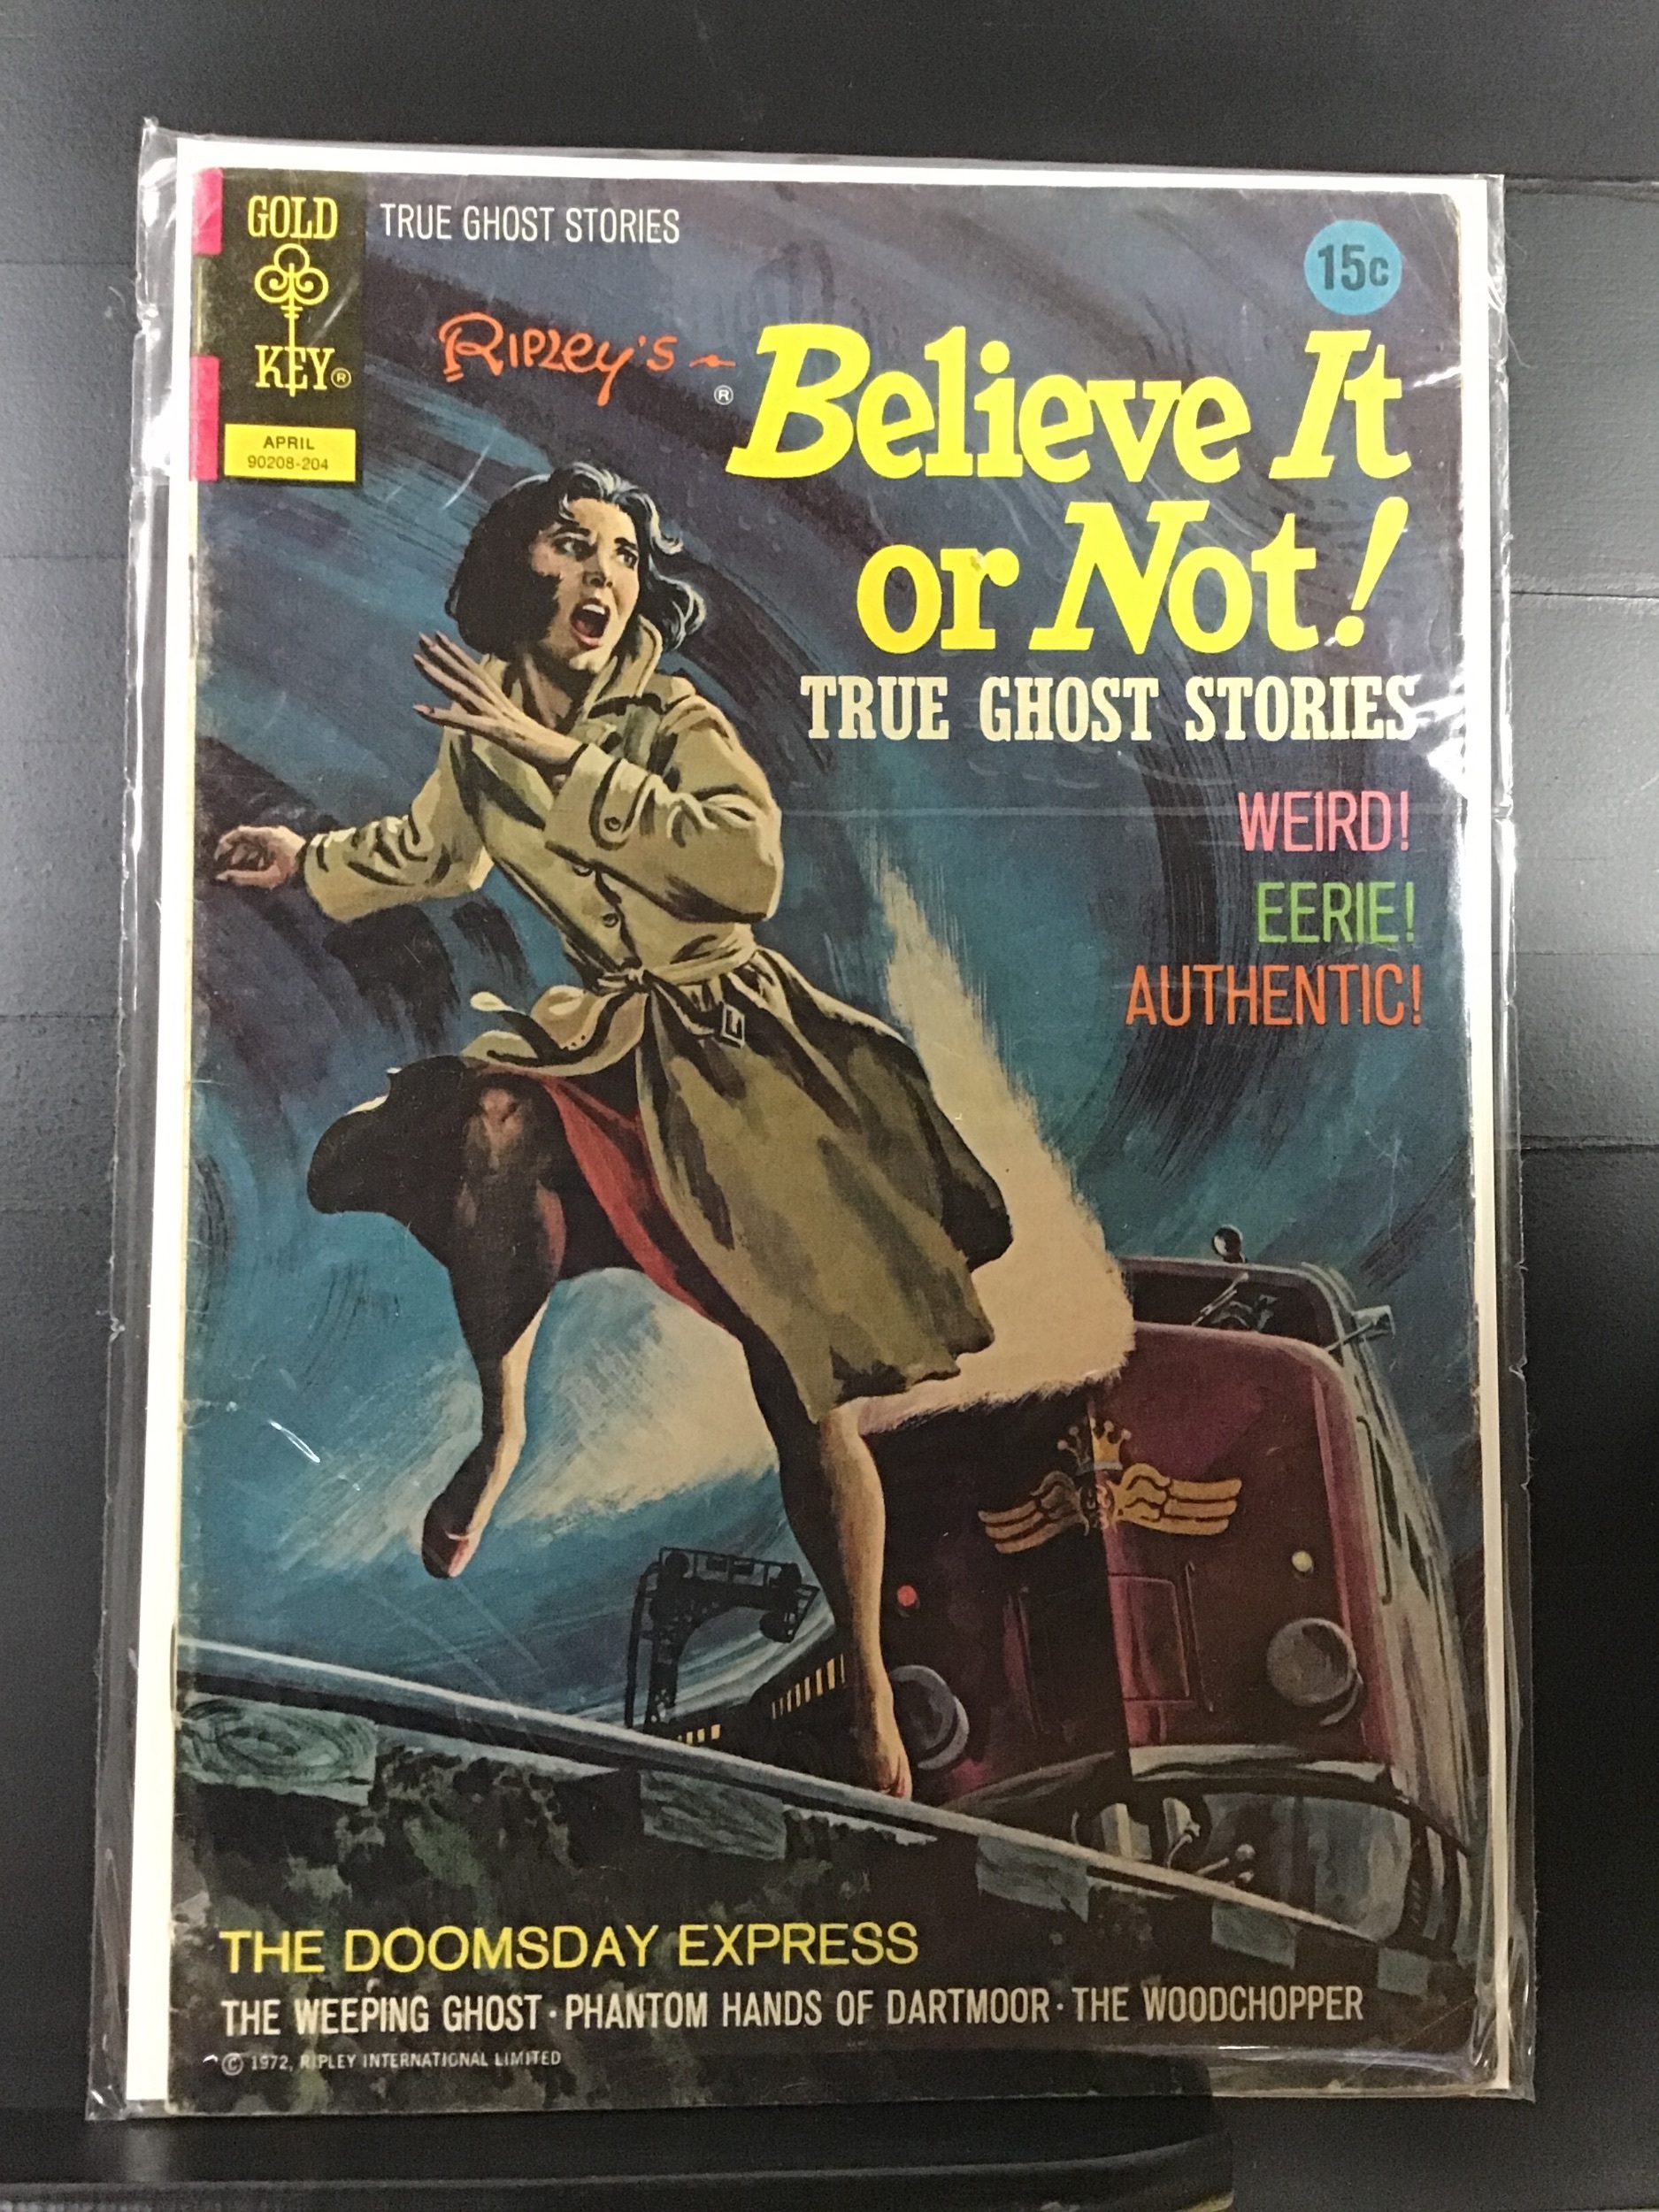 GOLD
KEY®
TRUE GHOST STORIES
15c
APRIL
90208-204
RIPLEy's
®
Believe It
or Not!
TRUE GHOST STORIES
WEIRD!
EERIE!
AUTHENTIC!
THE DOOMSDAY EXPRESS
THE WEEPING GHOST · PHANTOM HANDS OF DARTMOOR · THE WOODCHOPPER
© 1972, RIPLEY INTERNATIONAL LIMITED